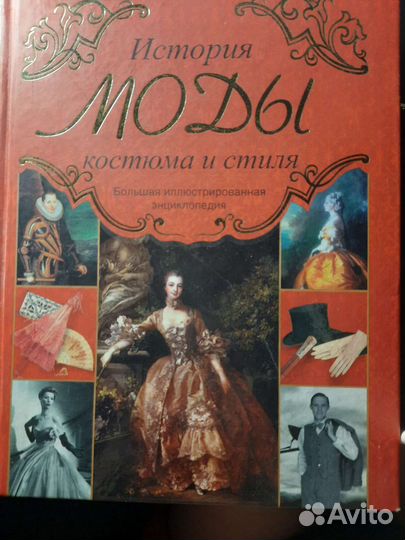 История
МОДЫ
костюма и стиля
Большая иллюстрированная
энциклопедия
Avito